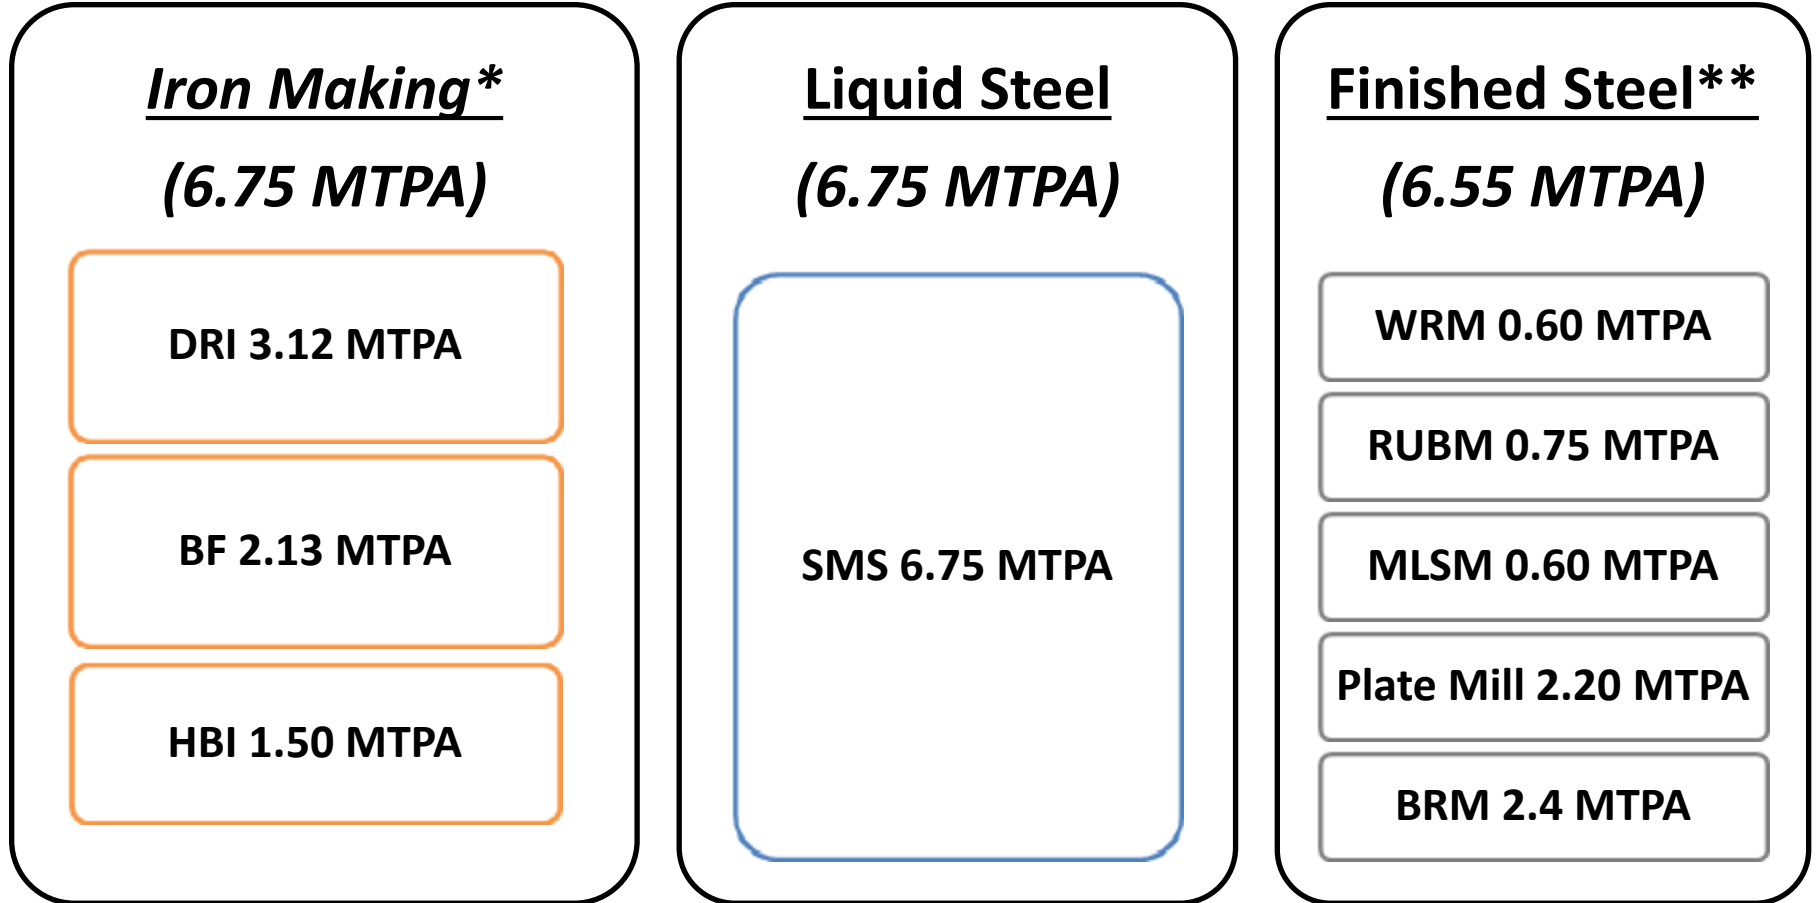 Iron Making*
(6.75 MTPA)
DRI 3.12 MTPA
BF 2.13 MTPA
HBI 1.50 MTPA
Liquid Steel
(6.75 MTPA)
SMS 6.75 MTPA
Finished Steel**
(6.55 MTPA)
WRM 0.60 MTPA
RUBM 0.75 MTPA
MLSM 0.60 MTPA
Plate Mill 2.20 MTPA
BRM 2.4 MTPA